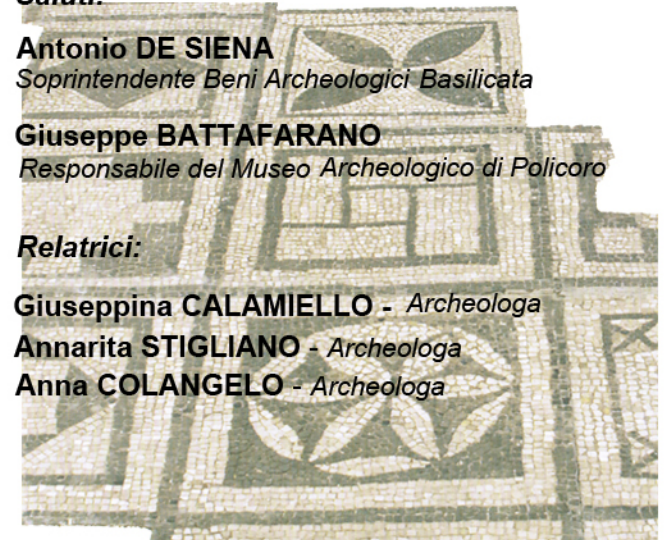 Saluti:
Antonio DE SIENA
Soprintendente Beni Archeologici Basilicata
Giuseppe BATTAFARANO
Responsabile del Museo Archeologico di Policoro
Relatrici:
Giuseppina CALAMIELLO - Archeologa
Annarita STIGLIANO - Archeologa
Anna COLANGELO - Archeologa